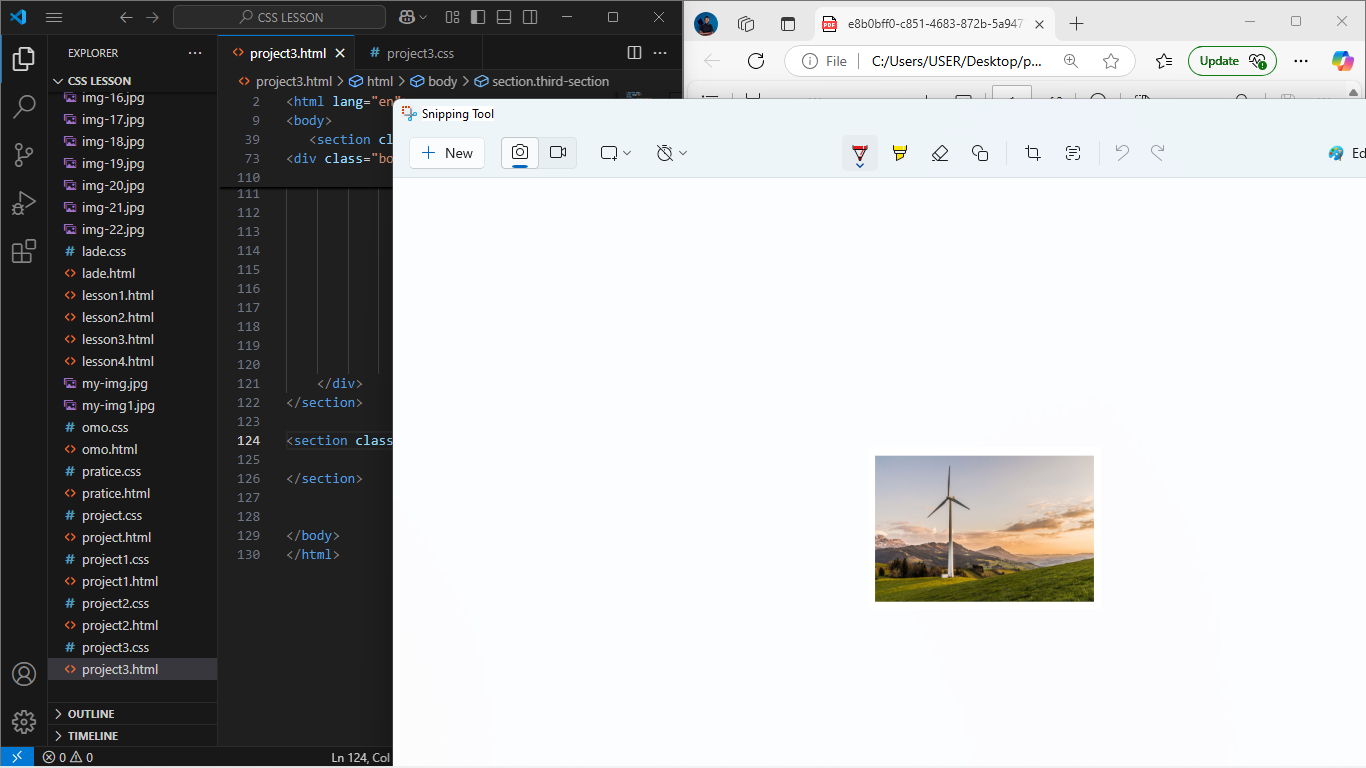 CSS LESSON
EXPLORER
CSS LESSON
img-16.jpg
img-17.jpg
img-18.jpg
img-19.jpg
img-20.jpg
img-21.jpg
img-22.jpg
lade.css
lade.html
lesson1.html
lesson2.html
lesson3.html
lesson4.html
my-img.jpg
my-img1.jpg
omo.css
omo.html
pratice.css
pratice.html
project.css
project.html
project1.css
project1.html
project2.css
project2.html
project3.css
project3.html
OUTLINE
TIMELINE
0 0
Ln 124, Col
project3.html
project3.css
project3.html > html > body > section.third-section
2 <html lang="en"
9 <body>
39 <section cl
73 <div class="bo
110
111
112
113
114
115
116
117
118
119
120
121 </div>
122 </section>
123
124 <section class
125
126 </section>
127
128
129 </body>
130 </html>
e8b0bff0-c851-4683-872b-5a947
File
C:/Users/USER/Desktop/p...
Update
Snipping Tool
New
Ed